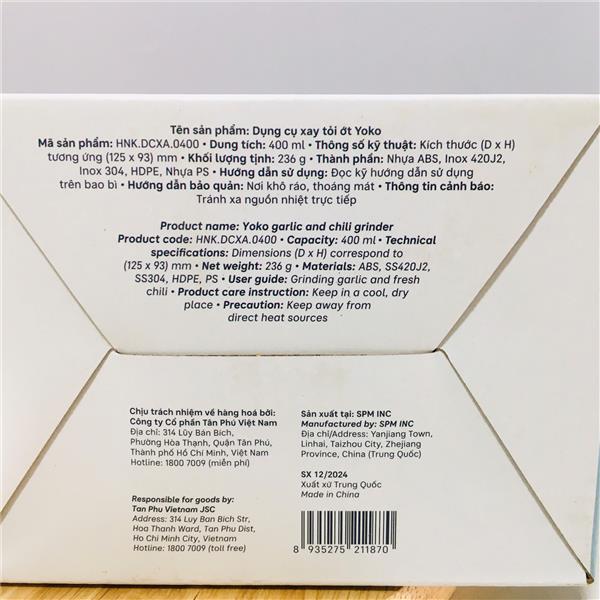 Tên sản phẩm: Dụng cụ xay tỏi ớt Yoko
Mã sản phẩm: HNK.DCXA.0400 • Dung tích: 400 ml • Thông số kỹ thuật: Kích thước (D x H)
tương ứng (125 x 93) mm • Khối lượng tịnh: 236 g • Thành phần: Nhựa ABS, Inox 420J2,
Inox 304, HDPE, Nhựa PS • Hướng dẫn sử dụng: Đọc kỹ hướng dẫn sử dụng
trên bao bì • Hướng dẫn bảo quản: Nơi khô ráo, thoáng mát • Thông tin cảnh báo:
Tránh xa nguồn nhiệt trực tiếp
Product name: Yoko garlic and chili grinder
Product code: HNK.DCXA.0400 • Capacity: 400 ml • Technical
specifications: Dimensions (D x H) correspond to
(125 x 93) mm • Net weight: 236 g • Materials: ABS, SS420J2,
SS304, HDPE, PS • User guide: Grinding garlic and fresh
chili • Product care instruction: Keep in a cool, dry
place • Precaution: Keep away from
direct heat sources
Chịu trách nhiệm về hàng hoá bởi:
Công ty Cổ phần Tân Phú Việt Nam
Địa chỉ: 314 Lũy Bán Bích,
Phường Hòa Thạnh, Quận Tân Phú,
Thành phố Hồ Chí Minh, Việt Nam
Hotline: 1800 7009 (miễn phí)
Responsible for goods by:
Tan Phu Vietnam JSC
Address: 314 Luy Ban Bich Str,
Hoa Thanh Ward, Tan Phu Dist,
Ho Chi Minh City, Vietnam
Hotline: 1800 7009 (toll free)
Sản xuất tại: SPM INC
Manufactured by: SPM INC
Địa chỉ/Address: Yanjiang Town,
Linhai, Taizhou City, Zhejiang
Province, China (Trung Quốc)
SX 12/2024
Xuất xứ Trung Quốc
Made in China
8 935275 211870